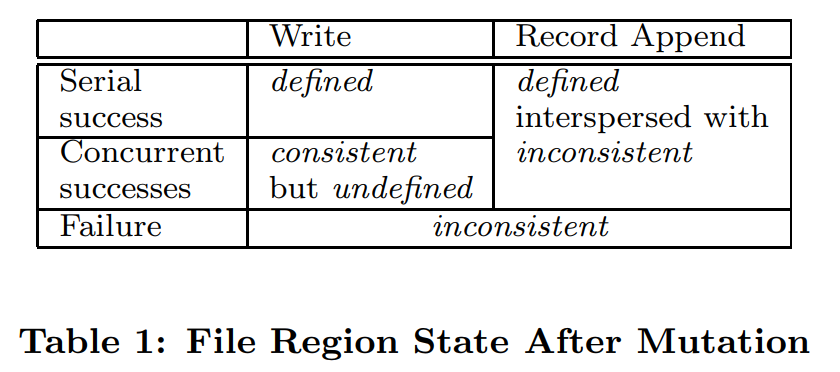 Write Record Append
Serial defined defined
success interspersed with
Concurrent consistent inconsistent
successes but undefined
Failure inconsistent
Table 1: File Region State After Mutation